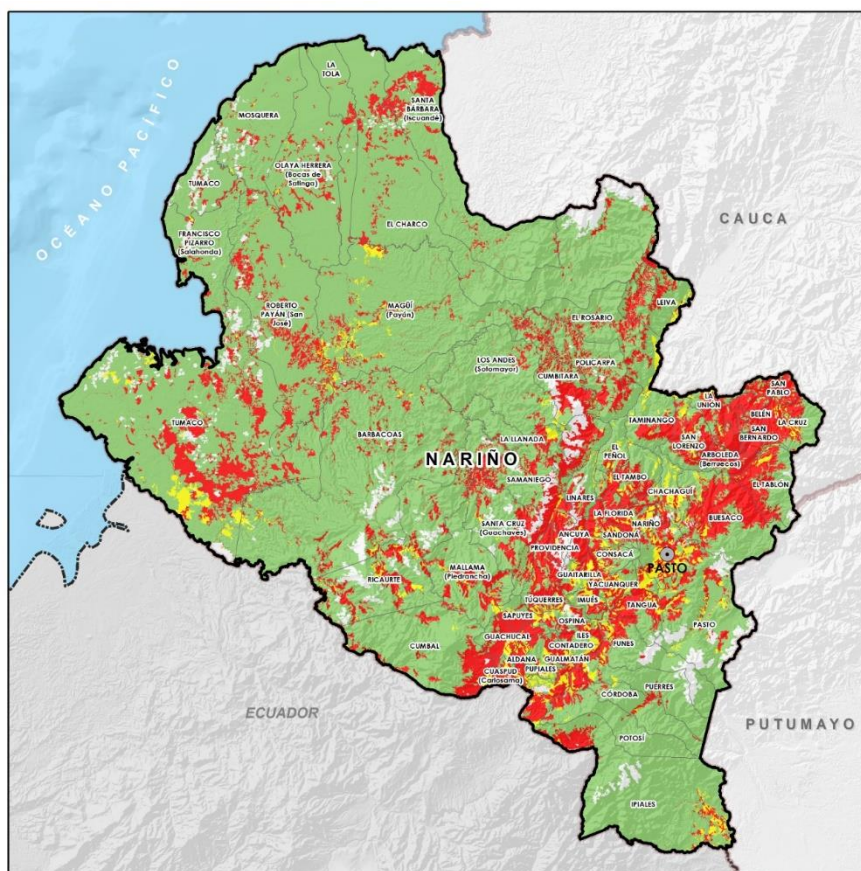 OCÉANO PACÍFICO
LA
TOLA
SANTA
BÁRBARA
(Iscuandé)
MOSQUERA
OLAYA HERRERA
(Bocas de
Satinga)
TUMACO
EL CHARCO
CAUCA
FRANCISCO
PIZARRO
(Salahonda)
ROBERTO
PAYÁN (San
José)
MAGÜÍ
(Payán)
LEIVA
EL ROSARIO
POLICARPA
LOS ANDES
(Sotomayor)
CUMBITARA
SAN
PABLO
LA
UNIÓN
BELÉN
LA CRUZ
TAMINANGO
SAN
BERNARDO
SAN
LORENZO
TUMACO
BARBACOAS
LA LLANADA
EL
PEÑOL
ARBOLEDA
(Berruecos)
NARIÑO
SAMANIEGO
EL TAMBO
EL TABLÓN
CHACHAGUÍ
LINARES
LA FLORIDA
BUESACO
SANTA CRUZ
(Guachavés)
NARIÑO
ANCUYA
SANDONÁ
PROVIDENCIA
CONSACÁ
PASTO
MALLAMA
(Piedrancha)
GUAITARILLA
RICAURTE
YACUANQUER
TÚQUERRES
IMUÉS
TANGUA
SAPUYES
OSPINA
PASTO
GUACHUCAL
ILES
FUNES
CUMBAL
CONTADERO
ALDANA
GUALMATÁN
CUASPUD
(Carlosama)
PUPIALES
PUERRES
CÓRDOBA
ECUADOR
PUTUMAYO
POTOSÍ
IPIALES